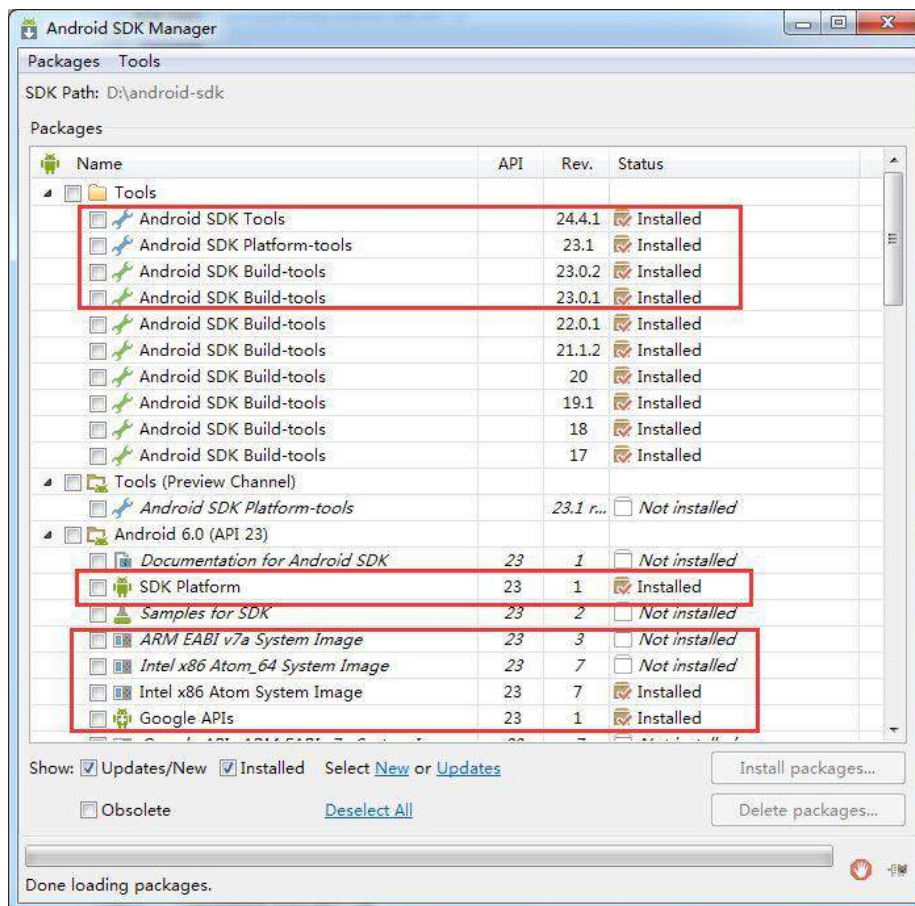 Android SDK Manager
Packages Tools
SDK Path: D:\android-sdk
Packages
Name API Rev. Status
Tools
Android SDK Tools 24.4.1 Installed
Android SDK Platform-tools 23.1 Installed
Android SDK Build-tools 23.0.2 Installed
Android SDK Build-tools 23.0.1 Installed
Android SDK Build-tools 22.0.1 Installed
Android SDK Build-tools 21.1.2 Installed
Android SDK Build-tools 20 Installed
Android SDK Build-tools 19.1 Installed
Android SDK Build-tools 18 Installed
Android SDK Build-tools 17 Installed
Tools (Preview Channel)
Android SDK Platform-tools 23.1 r... Not installed
Android 6.0 (API 23)
Documentation for Android SDK 23 1 Not installed
SDK Platform 23 1 Installed
Samples for SDK 23 2 Not installed
ARM EABI v7a System Image 23 3 Not installed
Intel x86 Atom_64 System Image 23 7 Not installed
Intel x86 Atom System Image 23 7 Installed
Google APIs 23 1 Installed
Show: Updates/New Installed Select New or Updates Install packages...
Obsolete Deselect All Delete packages...
Done loading packages.